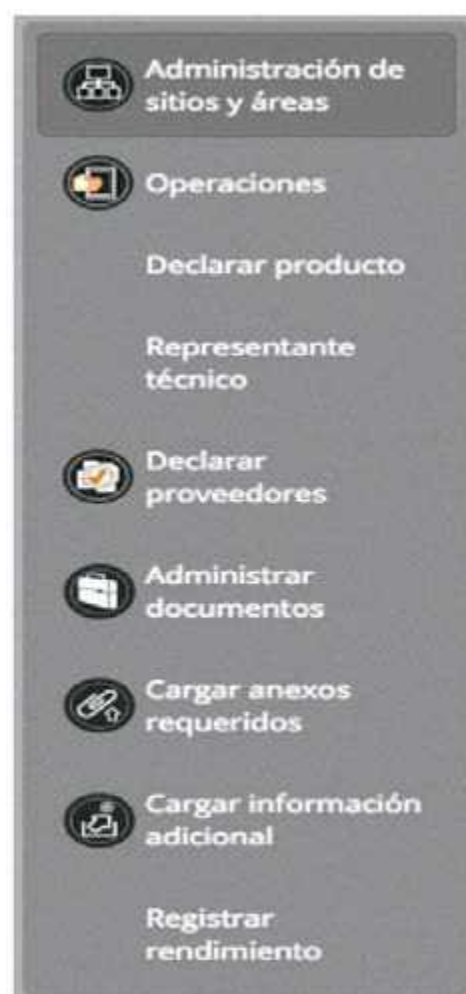 Administración de
sitios y áreas
Operaciones
Declarar producto
Representante
técnico
Declarar
proveedores
Administrar
documentos
Cargar anexos
requeridos
Cargar información
adicional
Registrar
rendimiento